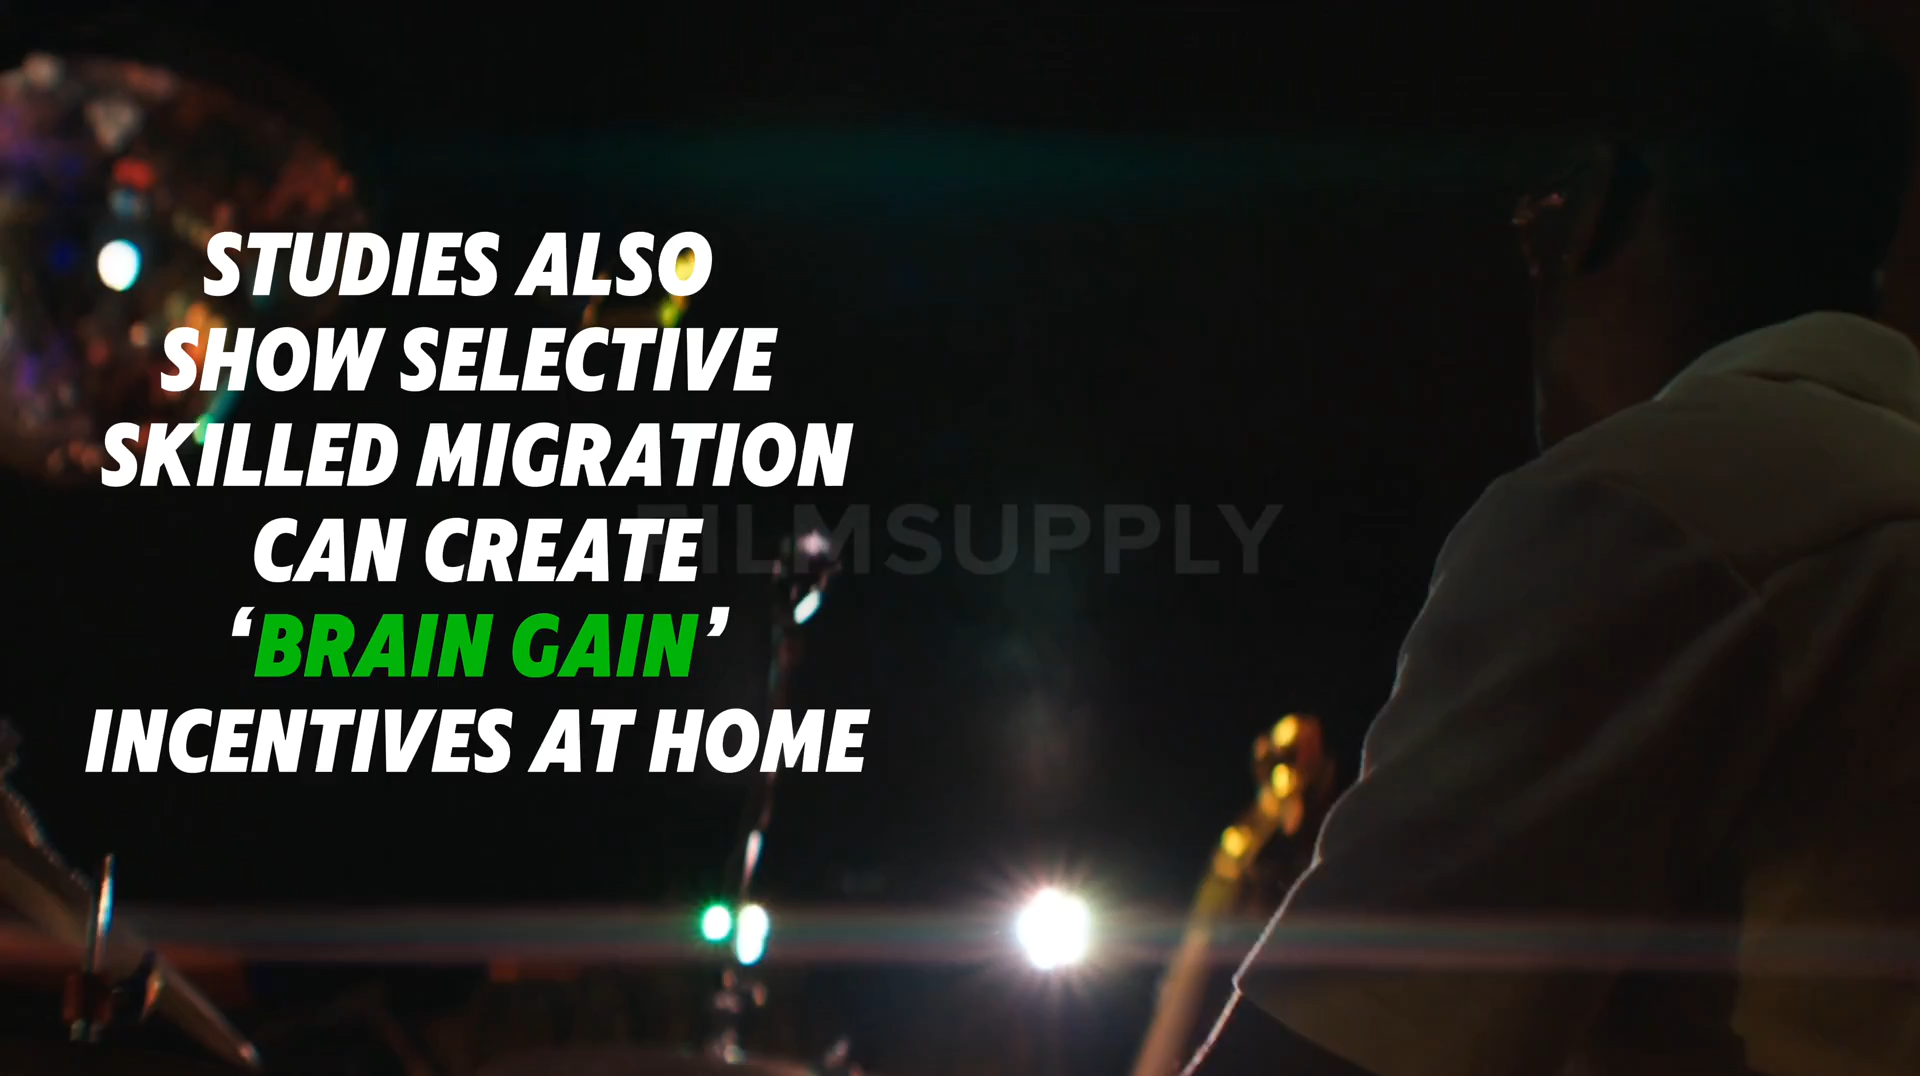 STUDIES ALSO
SHOW SELECTIVE
SKILLED MIGRATION
CAN CREATE
‘BRAIN GAIN’
INCENTIVES AT HOME
FILMSUPPLY